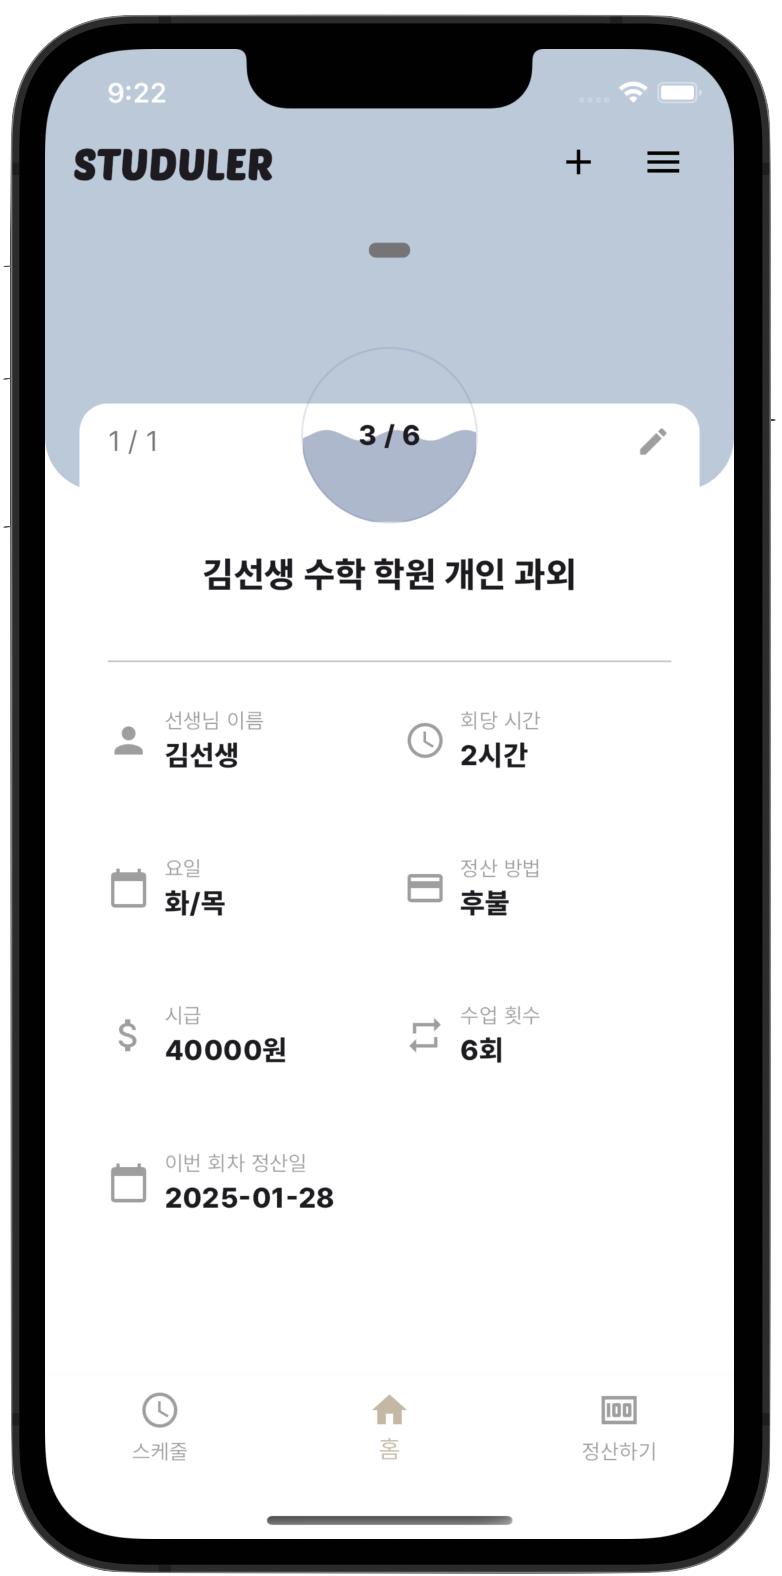 9:22
STUDULER
1 / 1
3 / 6
김선생 수학 학원 개인 과외
선생님 이름
김선생
회당 시간
2시간
요일
화/목
정산 방법
후불
시급
40000원
수업 횟수
6회
이번 회차 정산일
2025-01-28
100
스케줄
홈
정산하기